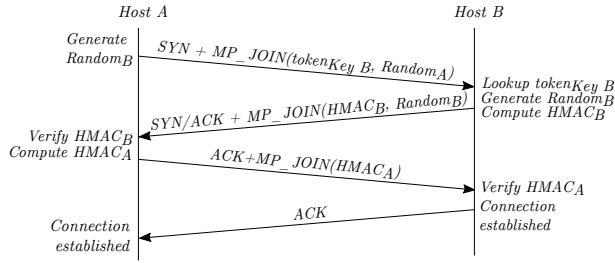 Host A
Host B
Generate
Random_B
SYN + MP_JOIN(token_Key B, Random_A)
Lookup token_Key B
Generate Random_B
Compute HMAC_B
SYN/ACK + MP_JOIN(HMAC_B, Random_B)
Verify HMAC_B
Compute HMAC_A
ACK+MP_JOIN(HMAC_A)
Verify HMAC_A
Connection
established
ACK
Connection
established